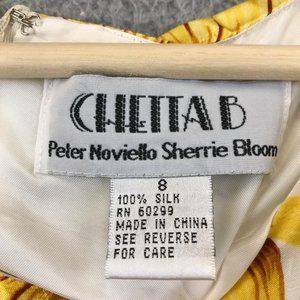 CHETTA B
Peter Noviello Sherrie Bloom
8
100% SILK
RN 60299
MADE IN CHINA
SEE REVERSE
FOR CARE